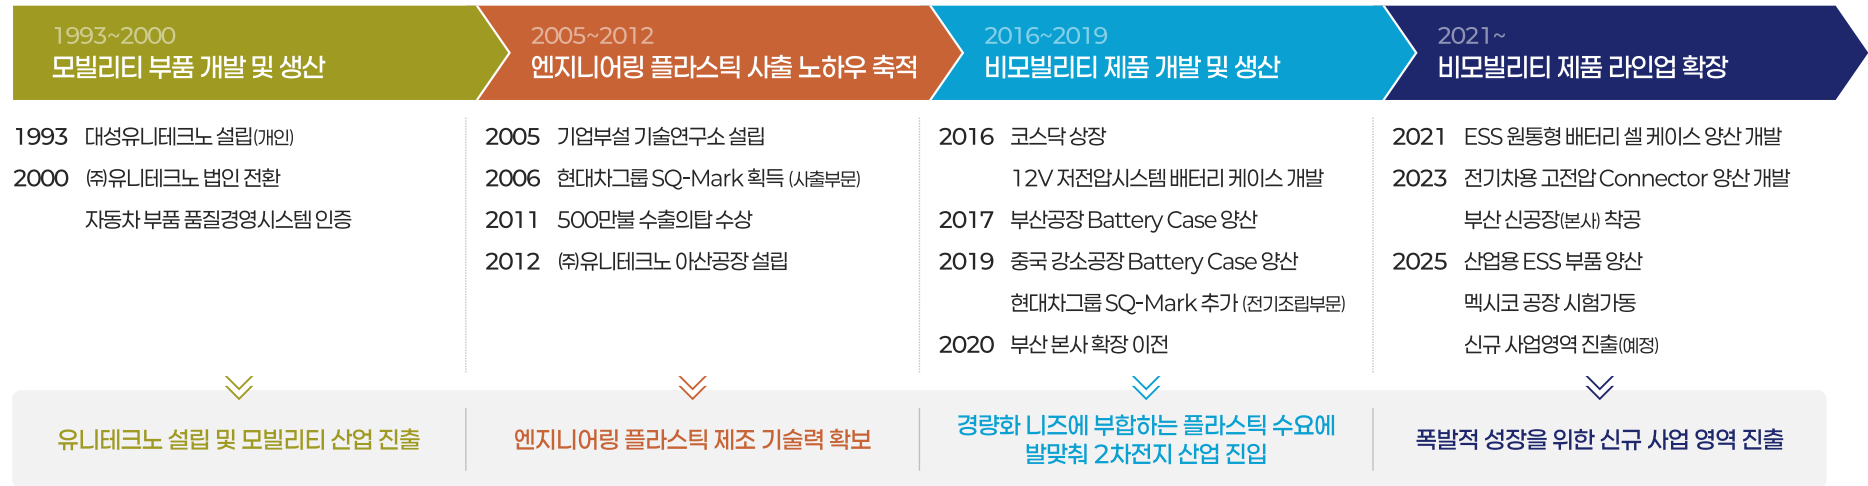 1993~2000
모빌리티 부품 개발 및 생산
2005~2012
엔지니어링 플라스틱 사출 노하우 축적
2016~2019
비모빌리티 제품 개발 및 생산
2021~
비모빌리티 제품 라인업 확장
1993 대성유니테크노 설립(개인)
2000 ㈜유니테크노 법인 전환
자동차 부품 품질경영시스템 인증
2005 기업부설 기술연구소 설립
2006 현대차그룹 SQ-Mark 획득 (사출부문)
2011 500만불 수출의탑 수상
2012 ㈜유니테크노 아산공장 설립
2016 코스닥 상장
12V 저전압시스템 배터리 케이스 개발
2017 부산공장 Battery Case 양산
2019 중국 강소공장 Battery Case 양산
현대차그룹 SQ-Mark 추가 (전기조립부문)
2020 부산 본사 확장 이전
2021 ESS 원통형 배터리 셀 케이스 양산 개발
2023 전기차용 고전압 Connector 양산 개발
부산 신공장(본사) 착공
2025 산업용 ESS 부품 양산
멕시코 공장 시험가동
신규 사업영역 진출(예정)
유니테크노 설립 및 모빌리티 산업 진출
엔지니어링 플라스틱 제조 기술력 확보
경량화 니즈에 부합하는 플라스틱 수요에
발맞춰 2차전지 산업 진입
폭발적 성장을 위한 신규 사업 영역 진출